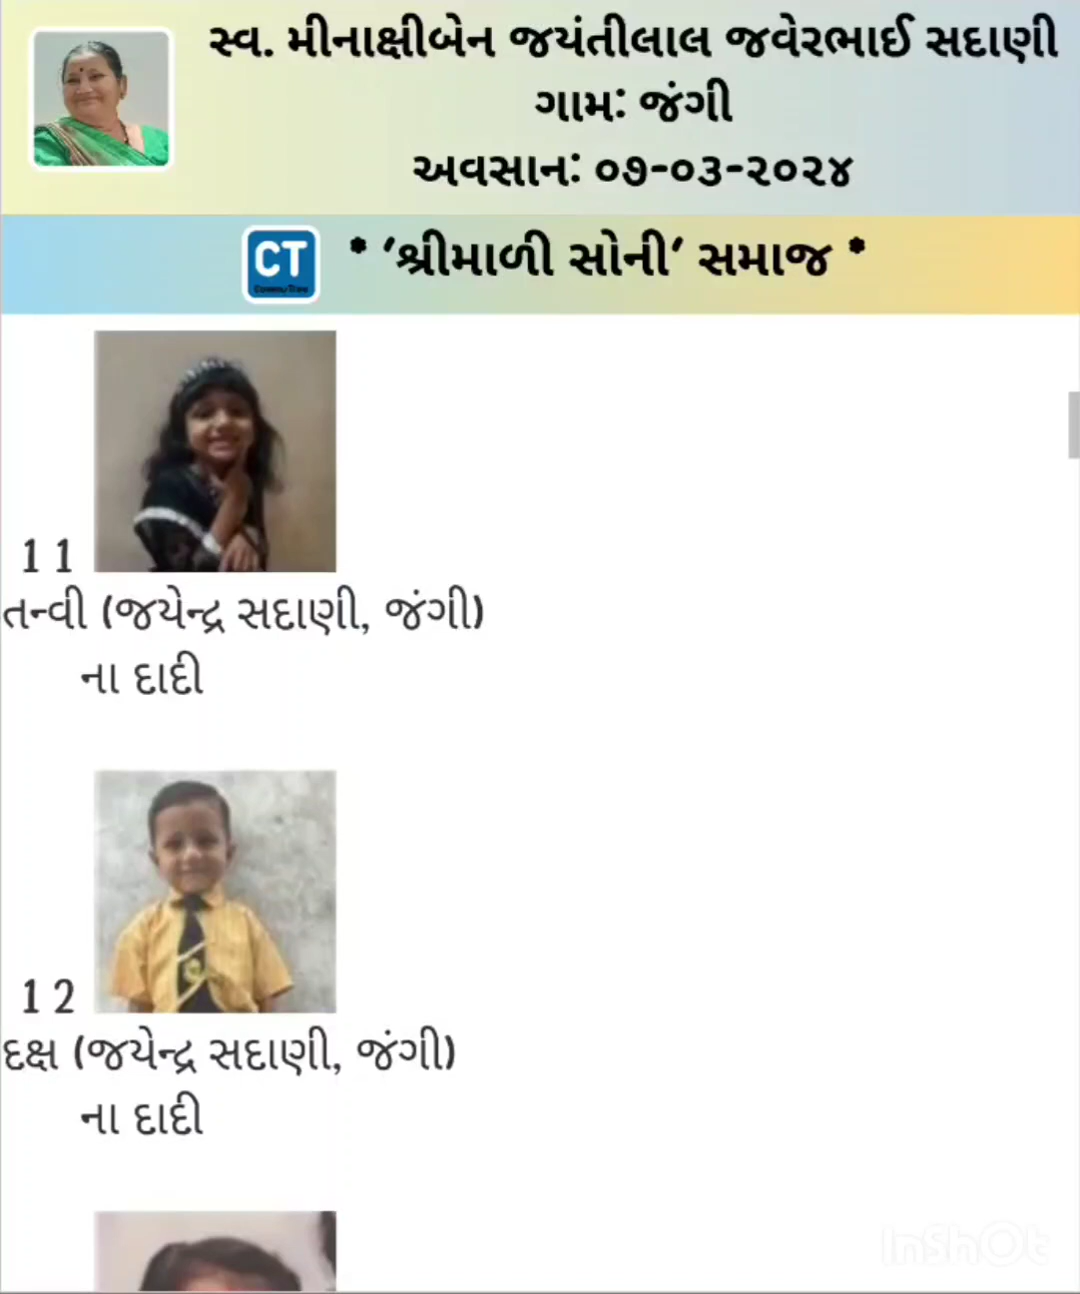 સ્વ. મીનાક્ષીબેન જયંતીલાલ જવેરભાઈ સદાણી
ગામઃ જંગી
અવસાનઃ ૦૭-૦૩-૨૦૨૪
CT * ‘શ્રીમાળી સોની’ સમાજ *
11
તન્વી (જયેન્દ્ર સદાણી, જંગી)
ના દાદી
12
દક્ષ (જયેન્દ્ર સદાણી, જંગી)
ના દાદી
InShOt